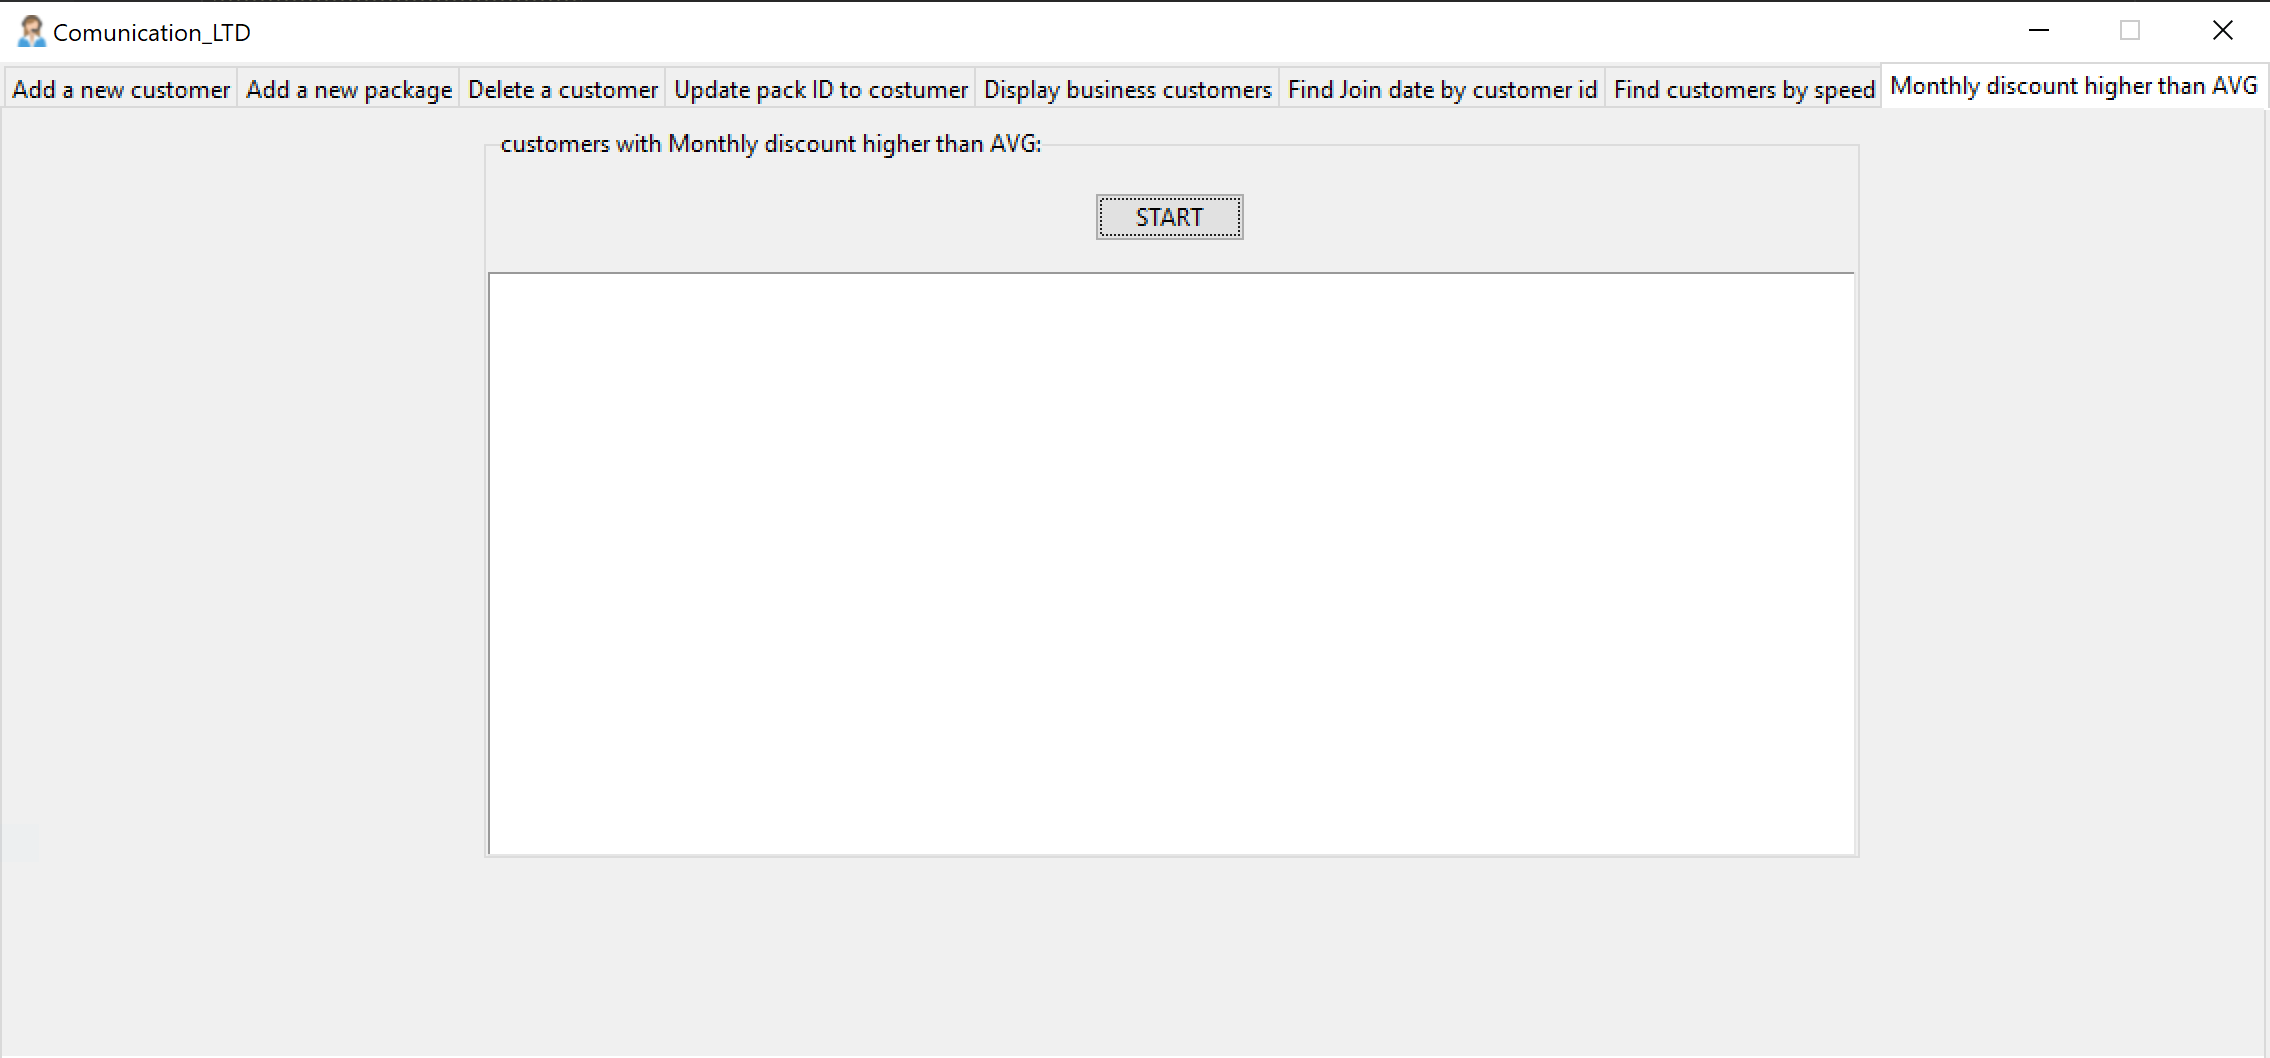 Comunication_LTD
Add a new customer Add a new package Delete a customer Update pack ID to costumer Display business customers Find Join date by customer id Find customers by speed Monthly discount higher than AVG
customers with Monthly discount higher than AVG:
START